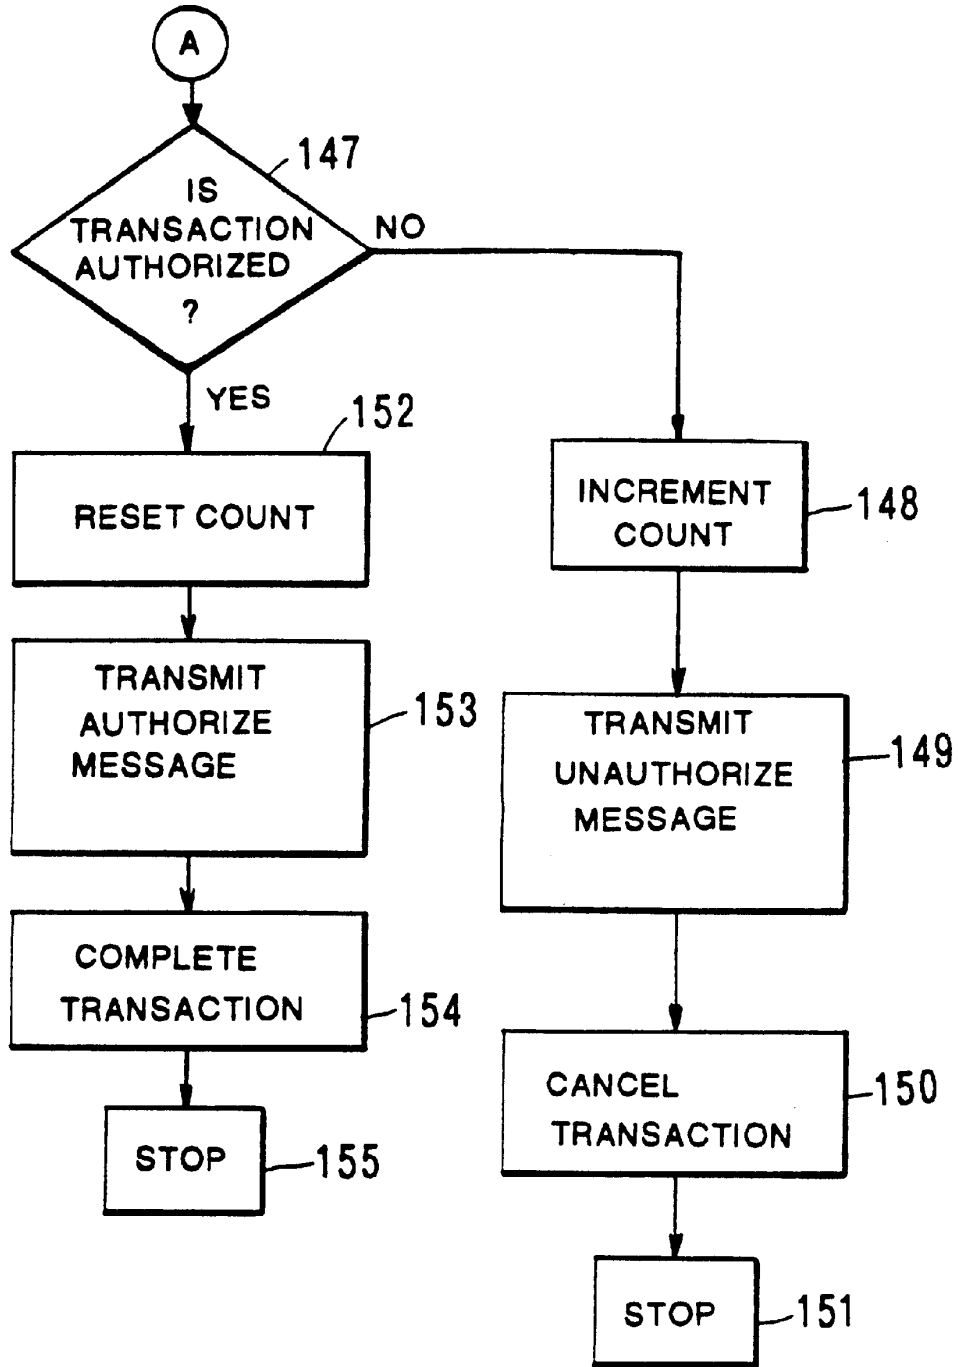 A
147
IS
TRANSACTION
AUTHORIZED
?
NO
YES
152
RESET COUNT
INCREMENT
COUNT
148
TRANSMIT
AUTHORIZE
MESSAGE
153
TRANSMIT
UNAUTHORIZE
MESSAGE
149
COMPLETE
TRANSACTION
154
CANCEL
TRANSACTION
150
STOP
155
STOP
151